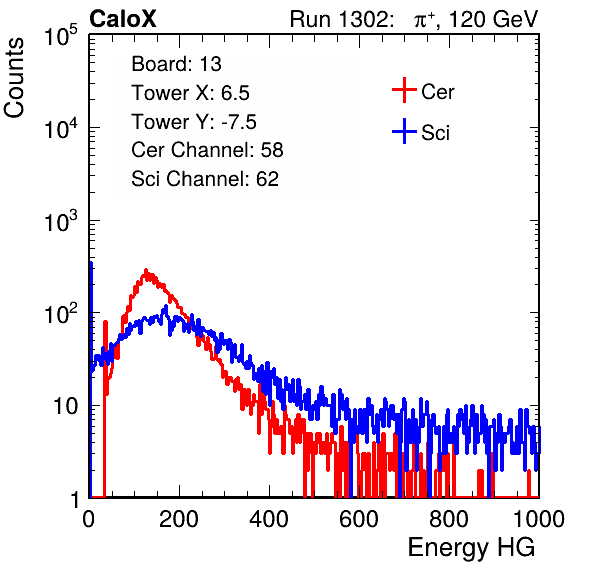 CaloX Run 1302: π⁺, 120 GeV
Board: 13
Tower X: 6.5
Tower Y: -7.5
Cer Channel: 58
Sci Channel: 62
Cer
Sci
Counts
10⁵
10⁴
10³
10²
10
1
0 200 400 600 800 1000
Energy HG